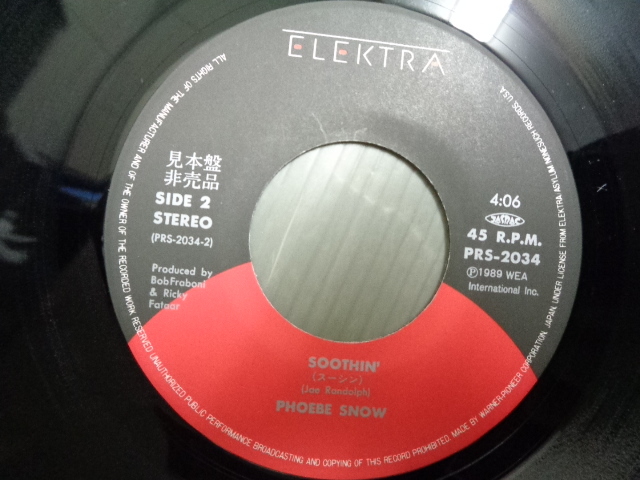 ELEKTRA
見本盤
非売品
SIDE 2
STEREO
(PRS-2034-2)
Produced by
BobFraboni
& Ricky
Fataar
4:06
JASRAC
45 R.P.M.
PRS-2034
Ⓟ1989 WEA
International Inc.
SOOTHIN'
(スーシン)
(Joe Randolph)
PHOEBE SNOW
ALL RIGHTS OF THE MANUFACTURER AND OF THE OWNER OF THE RECORDED WORK RESERVED UNAUTHORIZED PUBLIC PERFORMANCE BROADCASTING AND COPYING OF THIS RECORD PROHIBITED. MADE BY WARNER-PIONEER CORPORATION, JAPAN, UNDER LICENSE FROM ELEKTRA/ASYLUM/NONESUCH RECORDS, U.S.A.